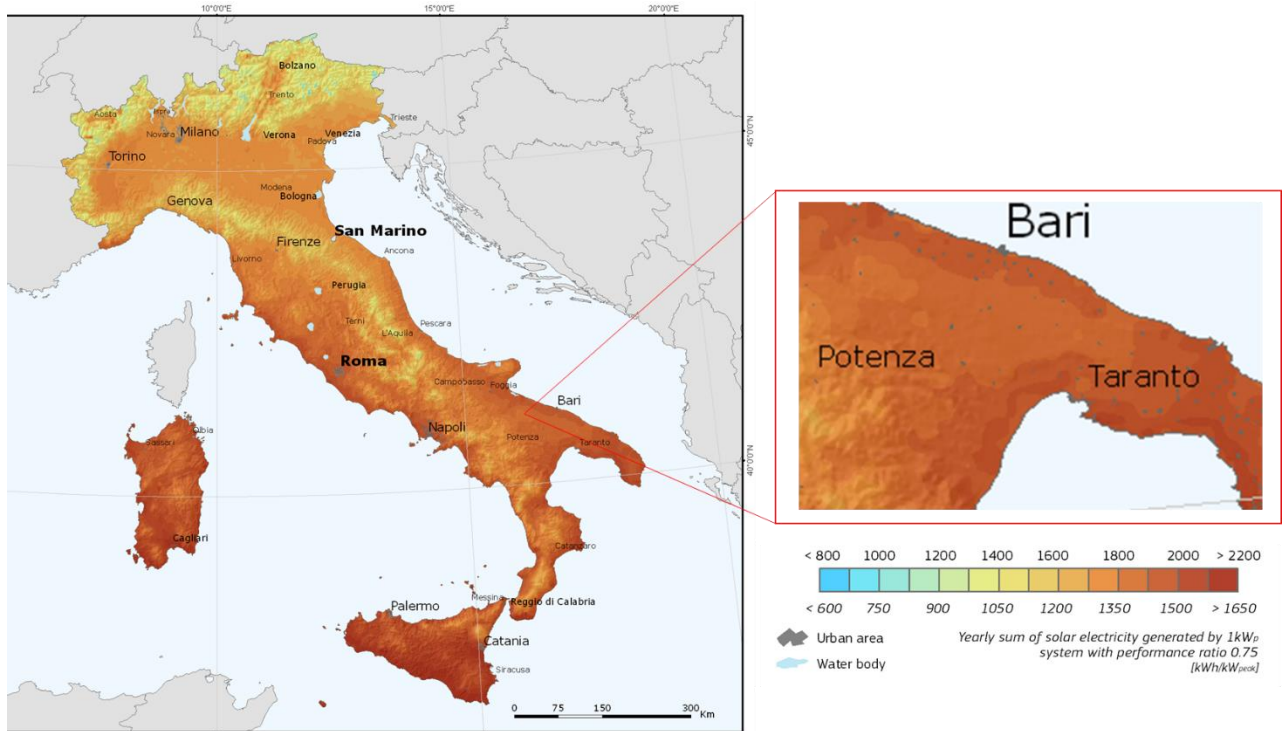 10°0'0"E
15°0'0"E
20°0'0"E
Bolzano
Trento
Aosta
Ispra
Novara
Milano
Verona
Venezia
Padova
Trieste
45°0'0"N
Torino
Modena
Bologna
Genova
San Marino
Firenze
Ancona
Livorno
Perugia
Terni
Pescara
L'Aquila
Roma
Campobasso
Foggia
Bari
Napoli
Potenza
Taranto
40°0'0"N
Olbia
Sassari
Cagliari
Catanzaro
Messina
Reggio di Calabria
Palermo
Catania
Siracusa
0 75 150 300
Km
Bari
Potenza
Taranto
< 800 1000 1200 1400 1600 1800 2000 > 2200
< 600 750 900 1050 1200 1350 1500 > 1650
Urban area
Water body
Yearly sum of solar electricity generated by 1kWp
system with performance ratio 0.75
[kWh/kWpeak]